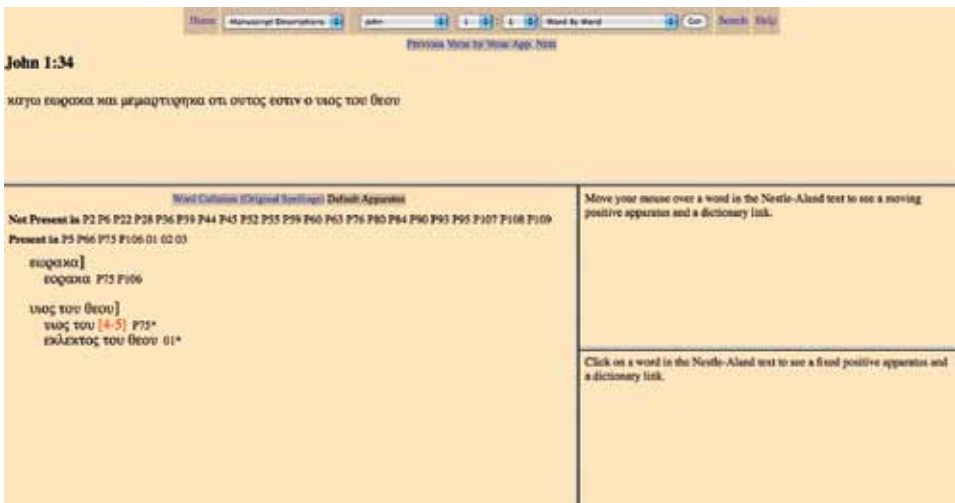 Home Manuscript Descriptions john 1 : 1 Word By Word Go Search Help
Previous Verse by Verse App. Next
John 1:34
καγω εωρακα και μεμαρτυρηκα οτι ουτος εστιν ο υιος του θεου
Word Collation (Original Spellings) Default Apparatus
Not Present in P2 P6 P22 P28 P36 P39 P44 P45 P52 P55 P59 P60 P63 P76 P80 P84 P90 P93 P95 P107 P108 P109
Present in P5 P66 P75 P106 01 02 03
εωρακα]
εορακα P75 P106
υιος του θεου]
υιος του [4-5] P75*
εκλεκτος του θεου 01*
Move your mouse over a word in the Nestle-Aland text to see a moving
positive apparatus and a dictionary link.
Click on a word in the Nestle-Aland text to see a fixed positive apparatus and
a dictionary link.